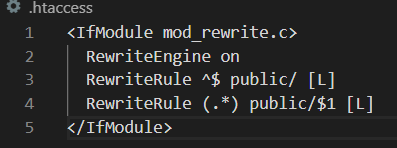 .htaccess
1 <IfModule mod_rewrite.c>
2   RewriteEngine on
3   RewriteRule ^$ public/ [L]
4   RewriteRule (.*) public/$1 [L]
5 </IfModule>